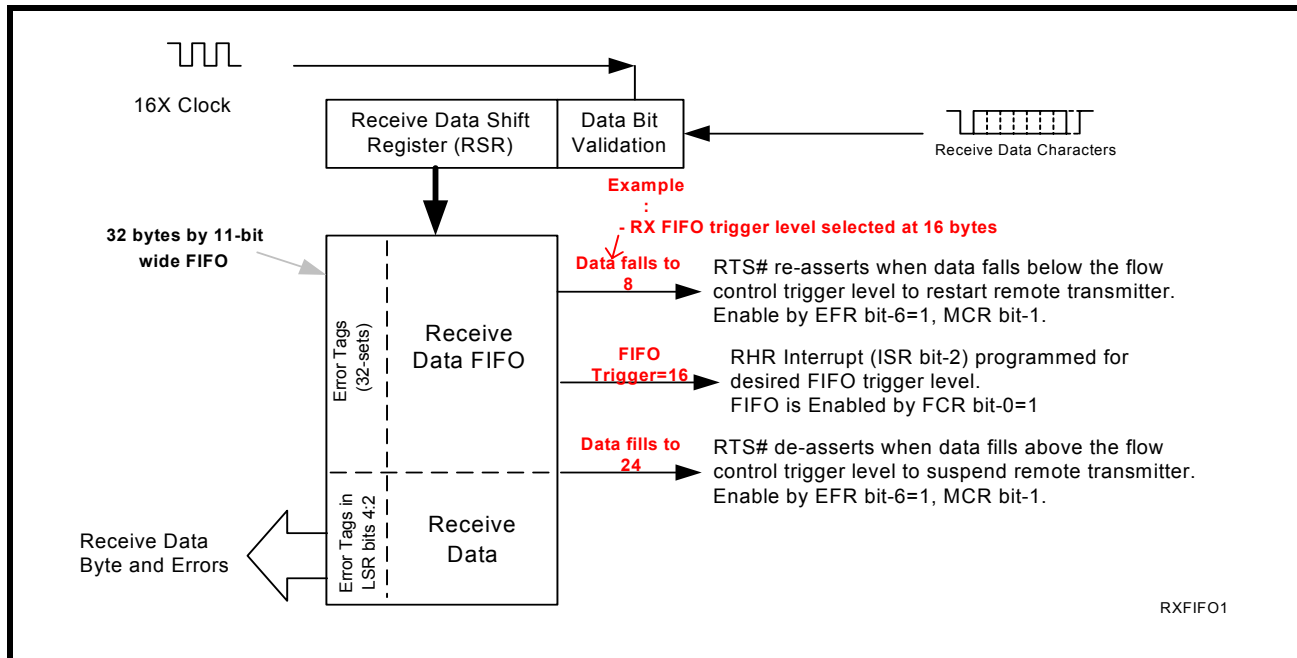 16X Clock
Receive Data Shift
Register (RSR)
Data Bit
Validation
Receive Data Characters
Example
:
- RX FIFO trigger level selected at 16 bytes
32 bytes by 11-bit
wide FIFO
Data falls to
8
RTS# re-asserts when data falls below the flow
control trigger level to restart remote transmitter.
Enable by EFR bit-6=1, MCR bit-1.
Error Tags
(32-sets)
Receive
Data FIFO
FIFO
Trigger=16
RHR Interrupt (ISR bit-2) programmed for
desired FIFO trigger level.
FIFO is Enabled by FCR bit-0=1
Data fills to
24
RTS# de-asserts when data fills above the flow
control trigger level to suspend remote transmitter.
Enable by EFR bit-6=1, MCR bit-1.
Error Tags in
LSR bits 4:2
Receive
Data
Receive Data
Byte and Errors
RXFIFO1